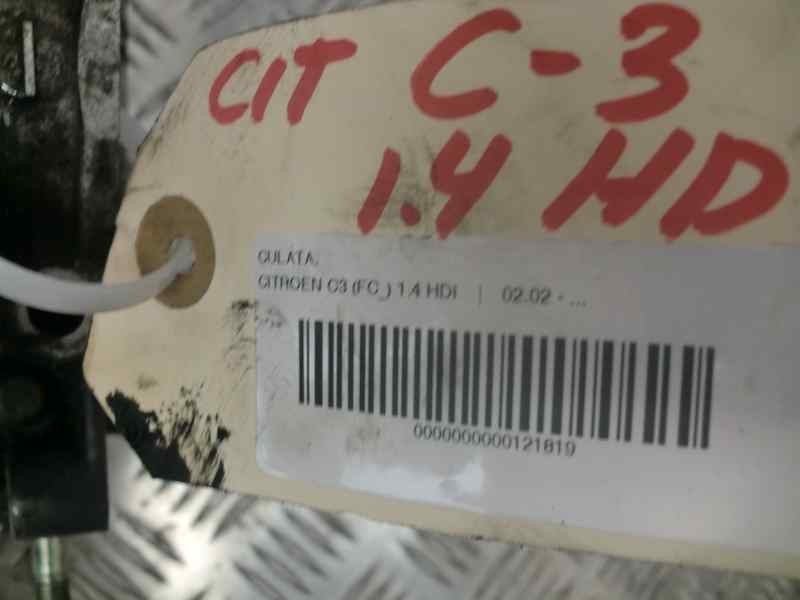 CIT C-3
1.4 HD
CULATA,
CITROEN C3 (FC_) 1.4 HDI | 02.02 - ...
0000000000121819